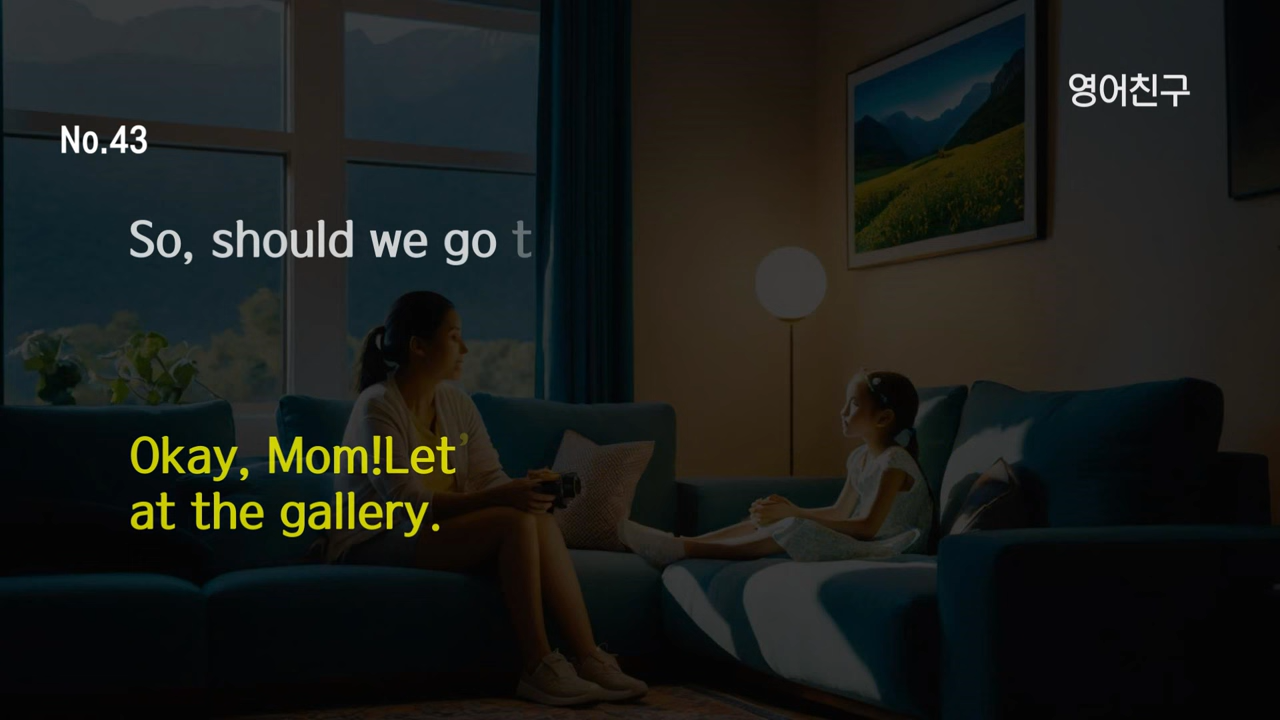 영어친구
No.43
So, should we go t
Okay, Mom!Let’
at the gallery.